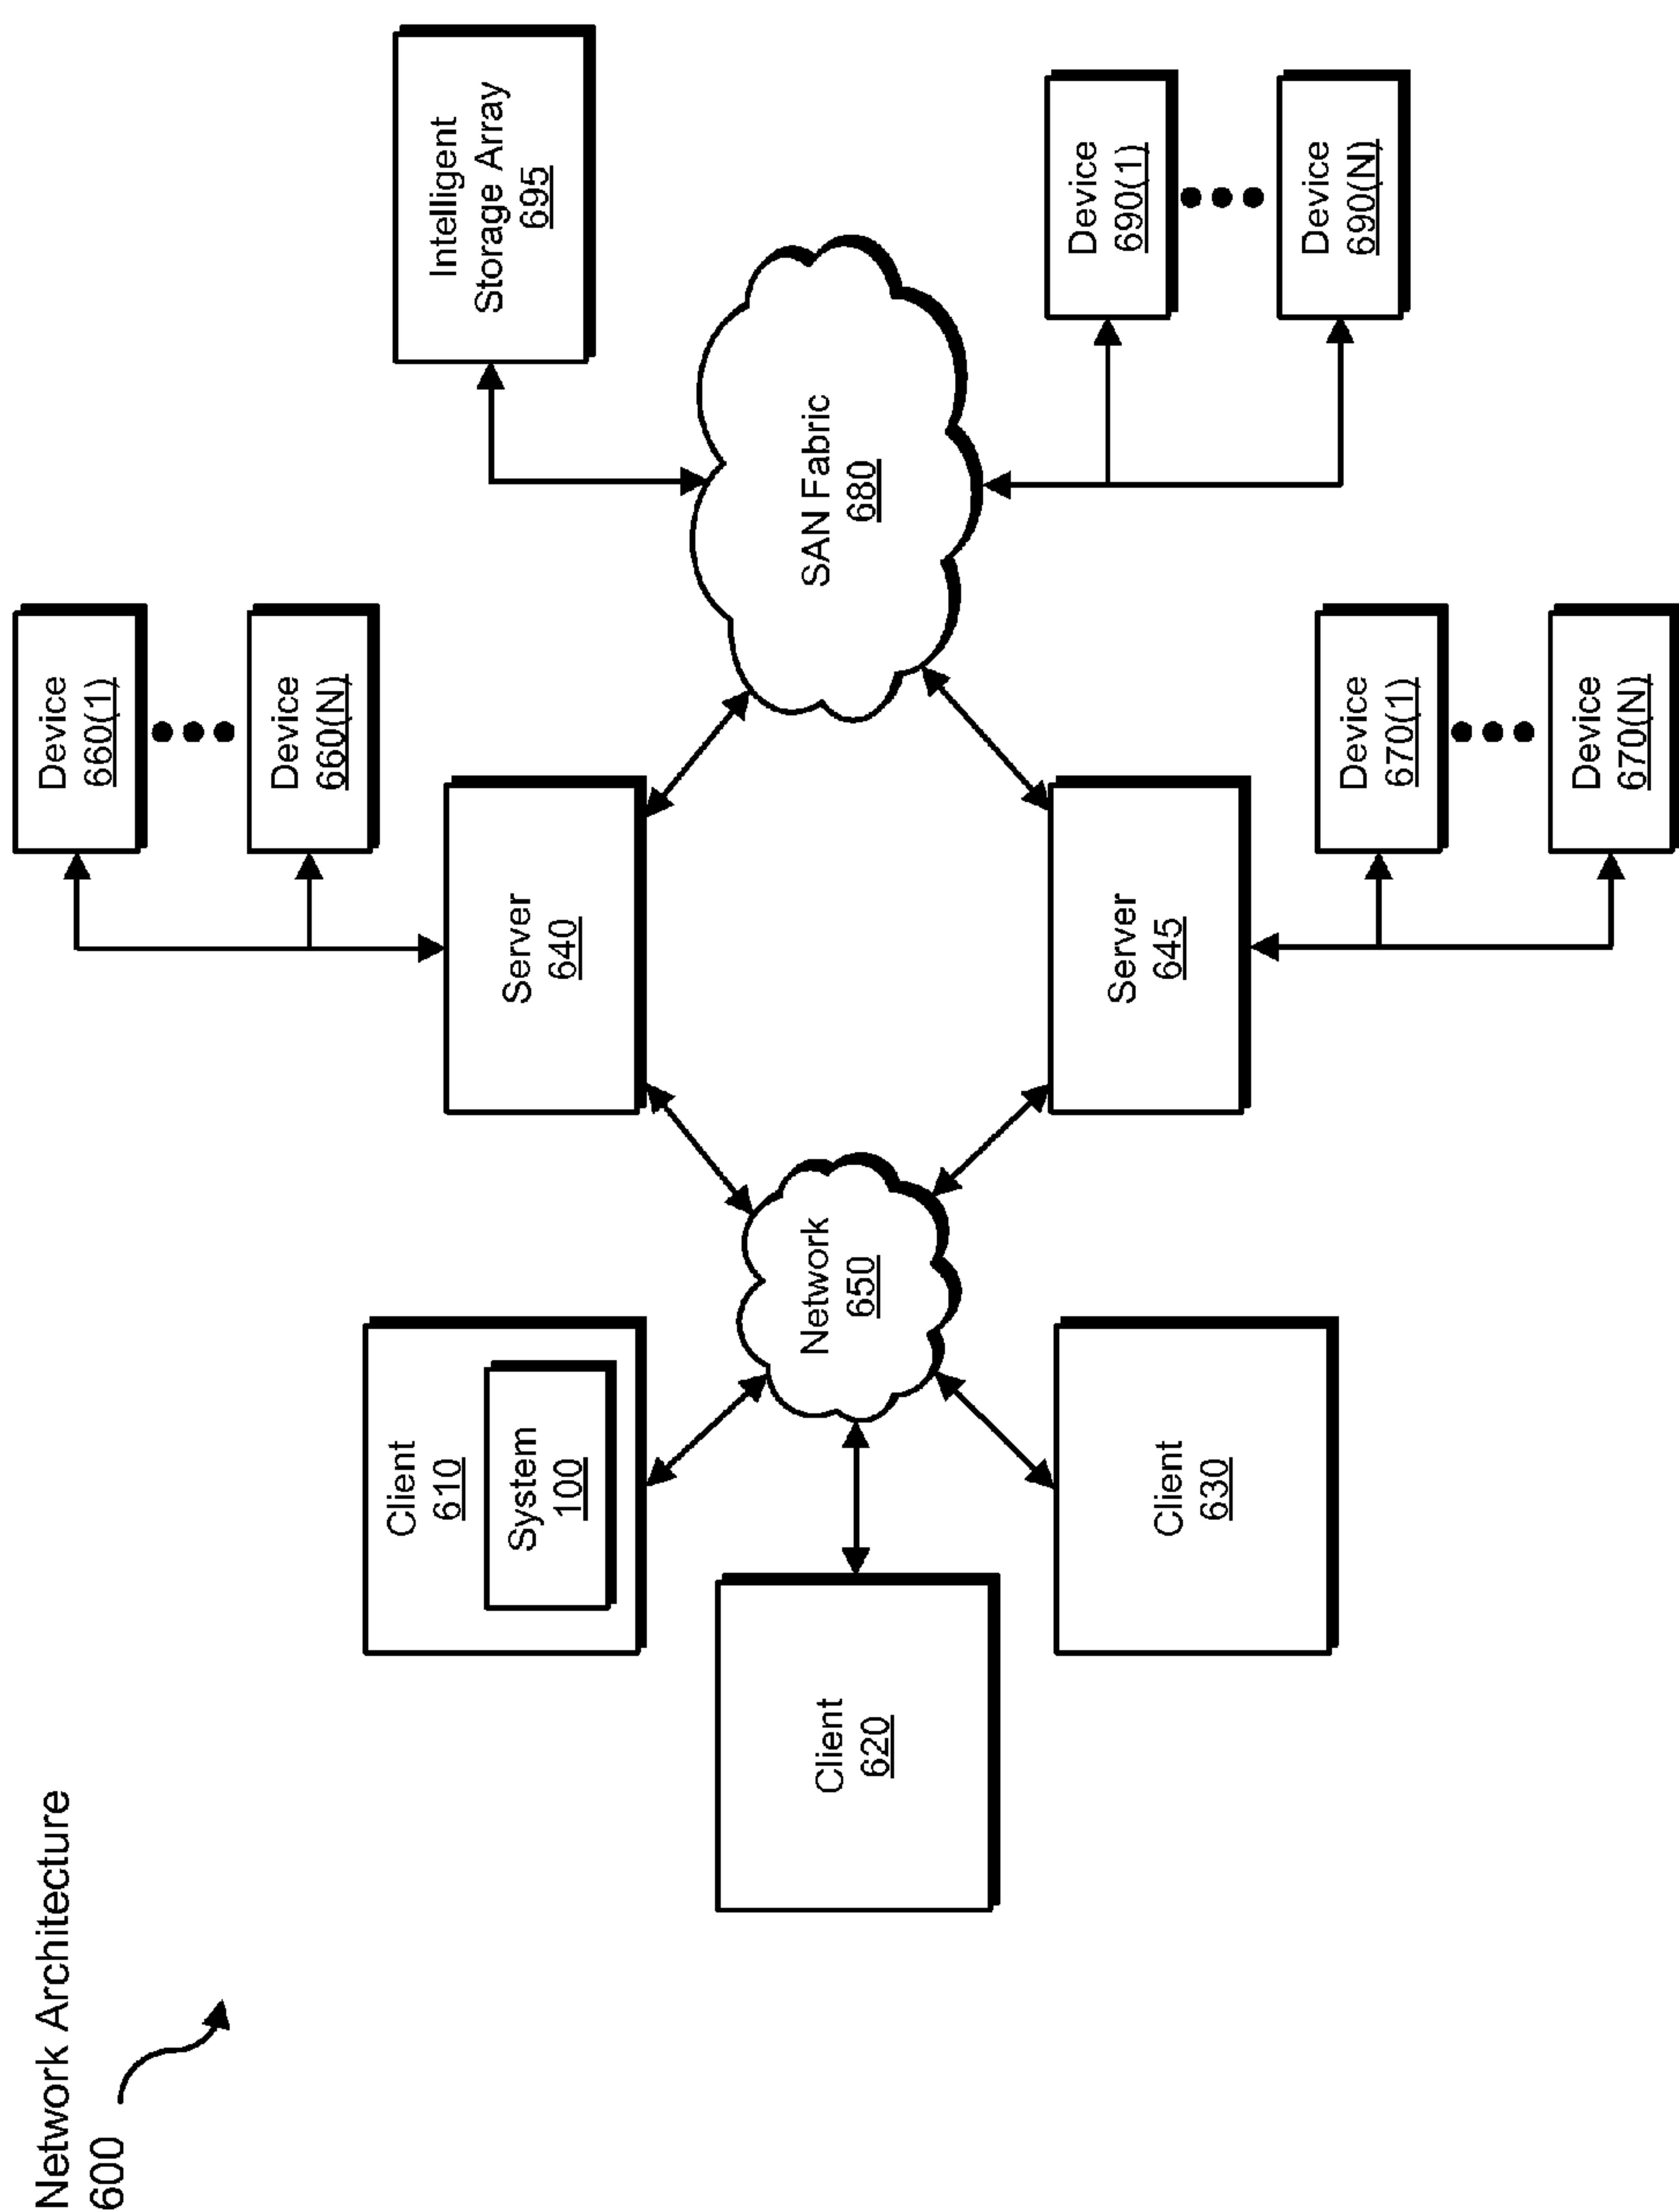 Network Architecture
600
Client
610
System
100
Client
620
Client
630
Network
650
Server
640
Server
645
Device
660(1)
Device
660(N)
Device
670(1)
Device
670(N)
SAN Fabric
680
Intelligent
Storage Array
695
Device
690(1)
Device
690(N)